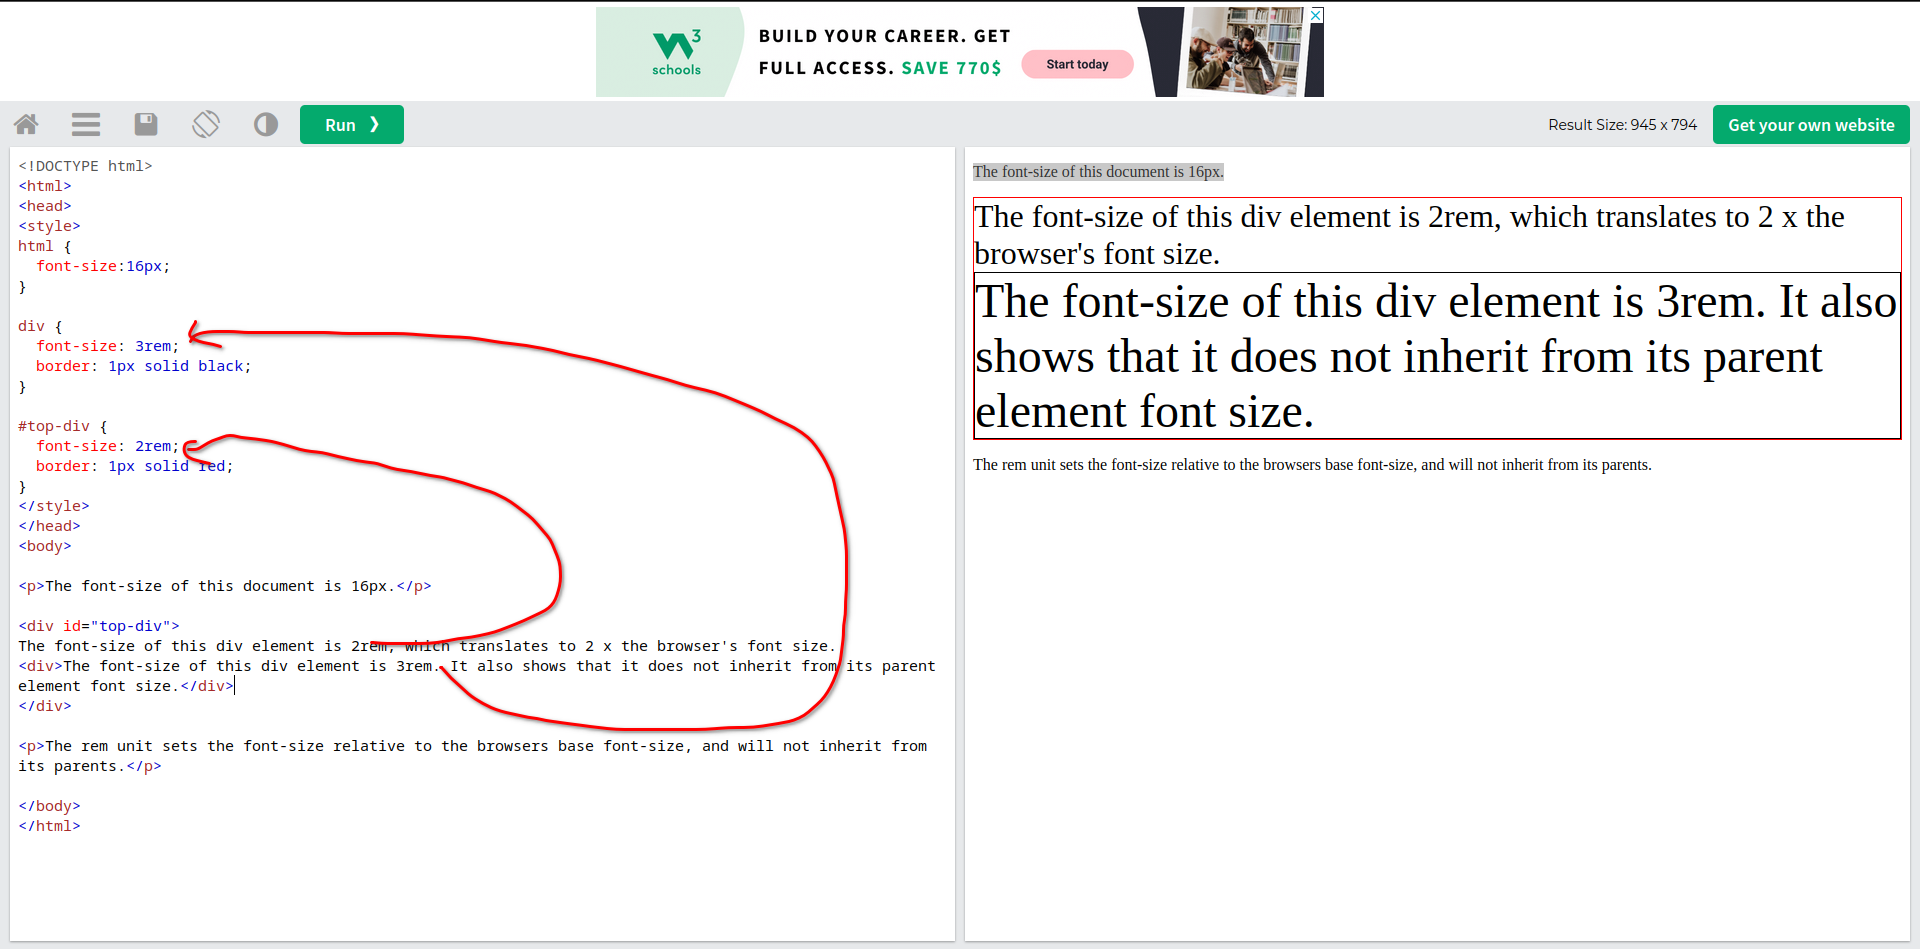 W3 schools
BUILD YOUR CAREER. GET
FULL ACCESS. SAVE 770$
Start today
Run ❯
Result Size: 945 x 794
Get your own website
<!DOCTYPE html>
<html>
<head>
<style>
html {
  font-size:16px;
}
div {
  font-size: 3rem;
  border: 1px solid black;
}
#top-div {
  font-size: 2rem;
  border: 1px solid red;
}
</style>
</head>
<body>
<p>The font-size of this document is 16px.</p>
<div id="top-div">
The font-size of this div element is 2rem, which translates to 2 x the browser's font size.
<div>The font-size of this div element is 3rem. It also shows that it does not inherit from its parent
element font size.</div>
</div>
<p>The rem unit sets the font-size relative to the browsers base font-size, and will not inherit from
its parents.</p>
</body>
</html>
The font-size of this document is 16px.
The font-size of this div element is 2rem, which translates to 2 x the
browser's font size.
The font-size of this div element is 3rem. It also
shows that it does not inherit from its parent
element font size.
The rem unit sets the font-size relative to the browsers base font-size, and will not inherit from its parents.